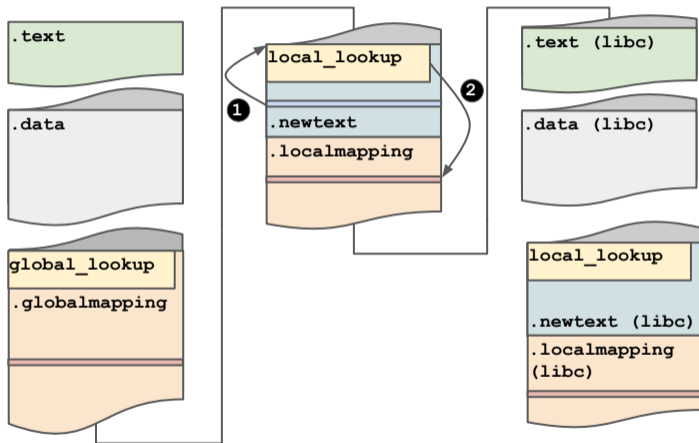 .text
.data
global_lookup
.globalmapping
local_lookup
1
2
.newtext
.localmapping
.text (libc)
.data (libc)
local_lookup
.newtext (libc)
.localmapping
(libc)